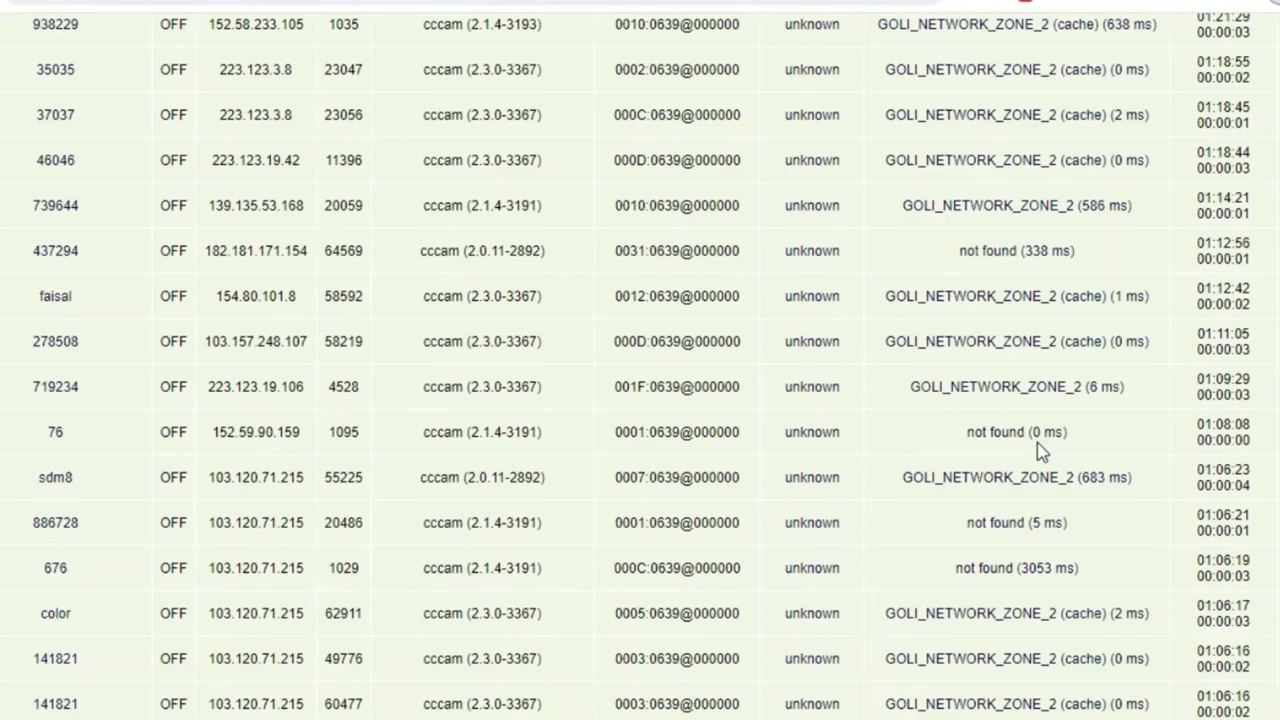 938229 OFF 152.58.233.105 1035 cccam (2.1.4-3193) 0010:0639@000000 unknown GOLI_NETWORK_ZONE_2 (cache) (638 ms) 01:21:29
00:00:03
35035 OFF 223.123.3.8 23047 cccam (2.3.0-3367) 0002:0639@000000 unknown GOLI_NETWORK_ZONE_2 (cache) (0 ms) 01:18:55
00:00:02
37037 OFF 223.123.3.8 23056 cccam (2.3.0-3367) 000C:0639@000000 unknown GOLI_NETWORK_ZONE_2 (cache) (2 ms) 01:18:45
00:00:01
46046 OFF 223.123.19.42 11396 cccam (2.3.0-3367) 000D:0639@000000 unknown GOLI_NETWORK_ZONE_2 (cache) (0 ms) 01:18:44
00:00:03
739644 OFF 139.135.53.168 20059 cccam (2.1.4-3191) 0010:0639@000000 unknown GOLI_NETWORK_ZONE_2 (586 ms) 01:14:21
00:00:01
437294 OFF 182.181.171.154 64569 cccam (2.0.11-2892) 0031:0639@000000 unknown not found (338 ms) 01:12:56
00:00:01
faisal OFF 154.80.101.8 58592 cccam (2.3.0-3367) 0012:0639@000000 unknown GOLI_NETWORK_ZONE_2 (cache) (1 ms) 01:12:42
00:00:02
278508 OFF 103.157.248.107 58219 cccam (2.3.0-3367) 000D:0639@000000 unknown GOLI_NETWORK_ZONE_2 (cache) (0 ms) 01:11:05
00:00:03
719234 OFF 223.123.19.106 4528 cccam (2.3.0-3367) 001F:0639@000000 unknown GOLI_NETWORK_ZONE_2 (6 ms) 01:09:29
00:00:03
76 OFF 152.59.90.159 1095 cccam (2.1.4-3191) 0001:0639@000000 unknown not found (0 ms) 01:08:08
00:00:00
sdm8 OFF 103.120.71.215 55225 cccam (2.0.11-2892) 0007:0639@000000 unknown GOLI_NETWORK_ZONE_2 (683 ms) 01:06:23
00:00:04
886728 OFF 103.120.71.215 20486 cccam (2.1.4-3191) 0001:0639@000000 unknown not found (5 ms) 01:06:21
00:00:01
676 OFF 103.120.71.215 1029 cccam (2.1.4-3191) 000C:0639@000000 unknown not found (3053 ms) 01:06:19
00:00:03
color OFF 103.120.71.215 62911 cccam (2.3.0-3367) 0005:0639@000000 unknown GOLI_NETWORK_ZONE_2 (cache) (2 ms) 01:06:17
00:00:03
141821 OFF 103.120.71.215 49776 cccam (2.3.0-3367) 0003:0639@000000 unknown GOLI_NETWORK_ZONE_2 (cache) (0 ms) 01:06:16
00:00:02
141821 OFF 103.120.71.215 60477 cccam (2.3.0-3367) 0003:0639@000000 unknown GOLI_NETWORK_ZONE_2 (cache) (0 ms) 01:06:16
00:00:02